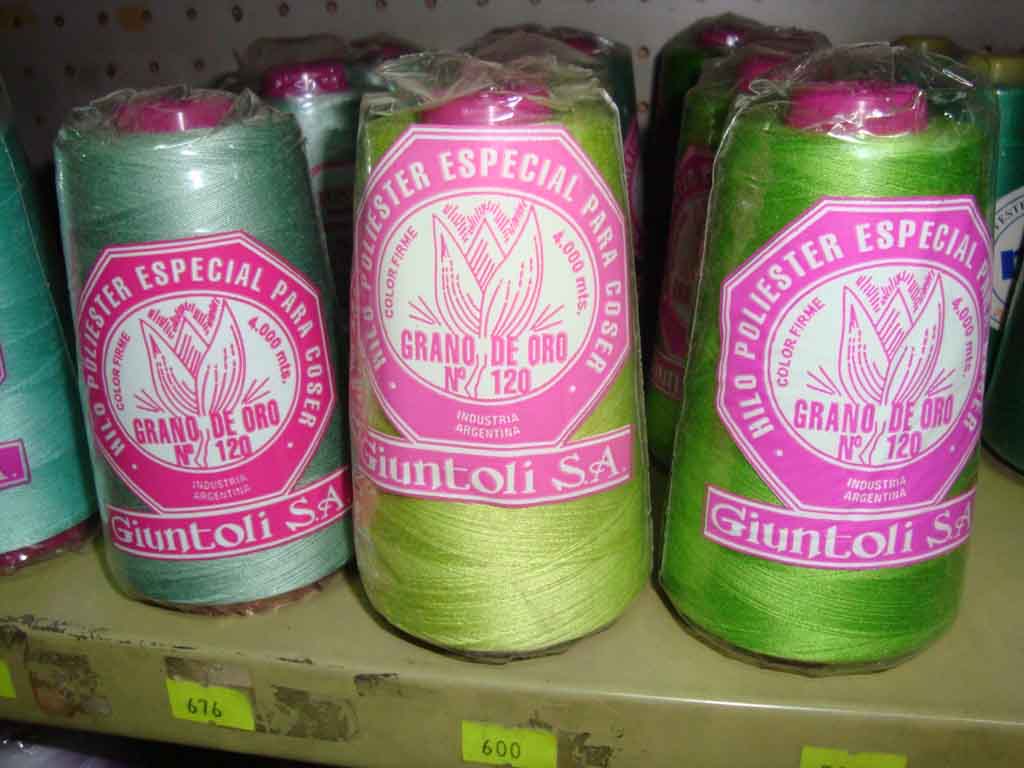 HILO POLIESTER ESPECIAL PARA COSER
COLOR FIRME
4.000 mts.
GRANO DE ORO
Nº 120
INDUSTRIA
ARGENTINA
Giuntoli S.A.
HILO POLIESTER ESPECIAL PARA COSER
COLOR FIRME
4.000 mts.
GRANO DE ORO
Nº 120
INDUSTRIA
ARGENTINA
Giuntoli S.A.
HILO POLIESTER ESPECIAL
COLOR FIRME
4.000 mts.
GRANO DE ORO
Nº 120
INDUSTRIA
ARGENTINA
Giuntoli S.A
676
600